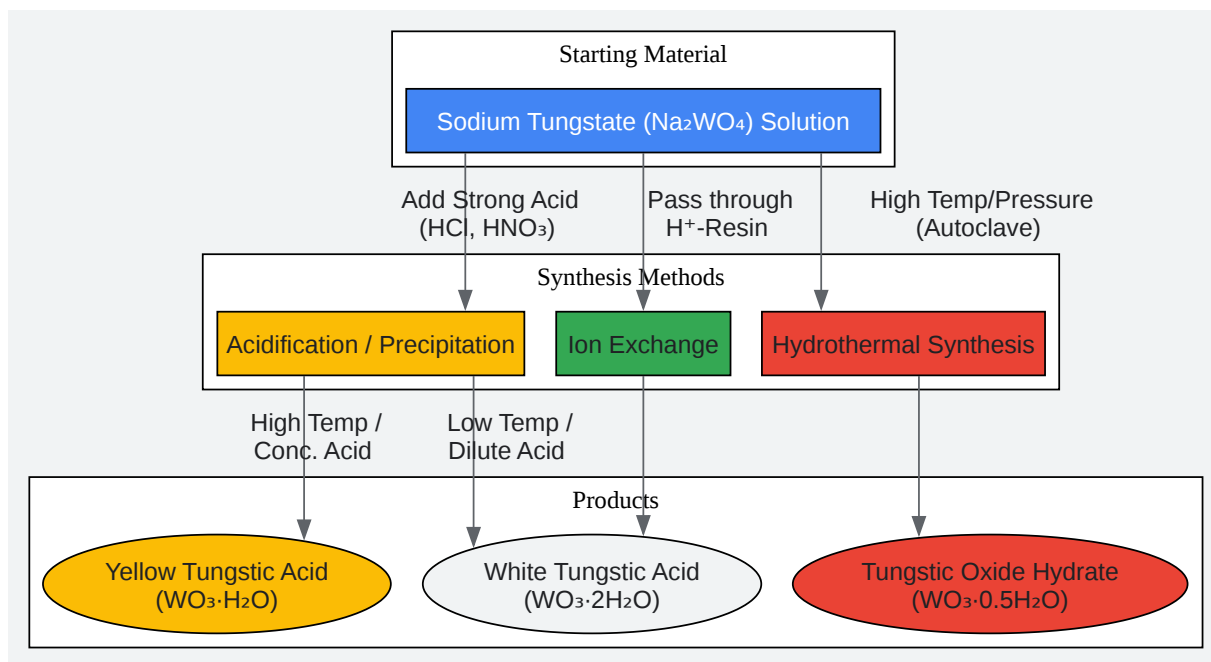 Starting Material
Sodium Tungstate (Na₂WO₄) Solution
Add Strong Acid
(HCl, HNO₃)
Pass through
H⁺-Resin
High Temp/Pressure
(Autoclave)
Synthesis Methods
Acidification / Precipitation
Ion Exchange
Hydrothermal Synthesis
High Temp /
Conc. Acid
Low Temp /
Dilute Acid
Products
Yellow Tungstic Acid
(WO₃·H₂O)
White Tungstic Acid
(WO₃·2H₂O)
Tungstic Oxide Hydrate
(WO₃·0.5H₂O)